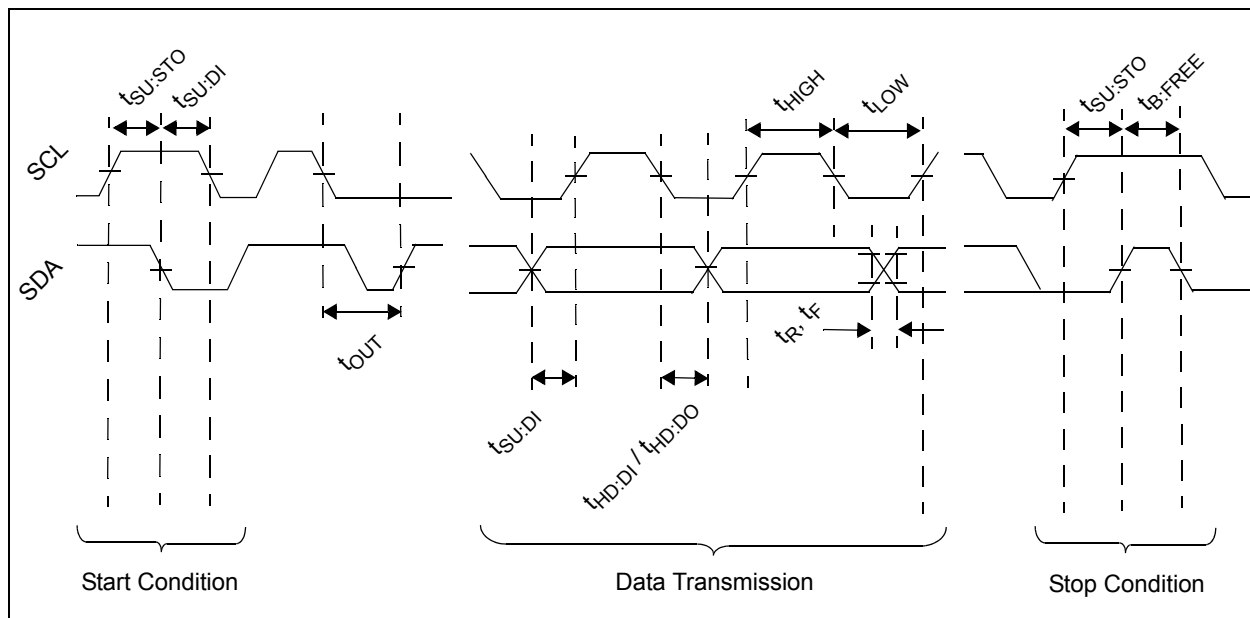 tSU:STO
tSU:DI
tHIGH
tLOW
tSU:STO
tB:FREE
SCL
SDA
tOUT
tR, tF
tSU:DI
tHD:DI / tHD:DO
Start Condition
Data Transmission
Stop Condition